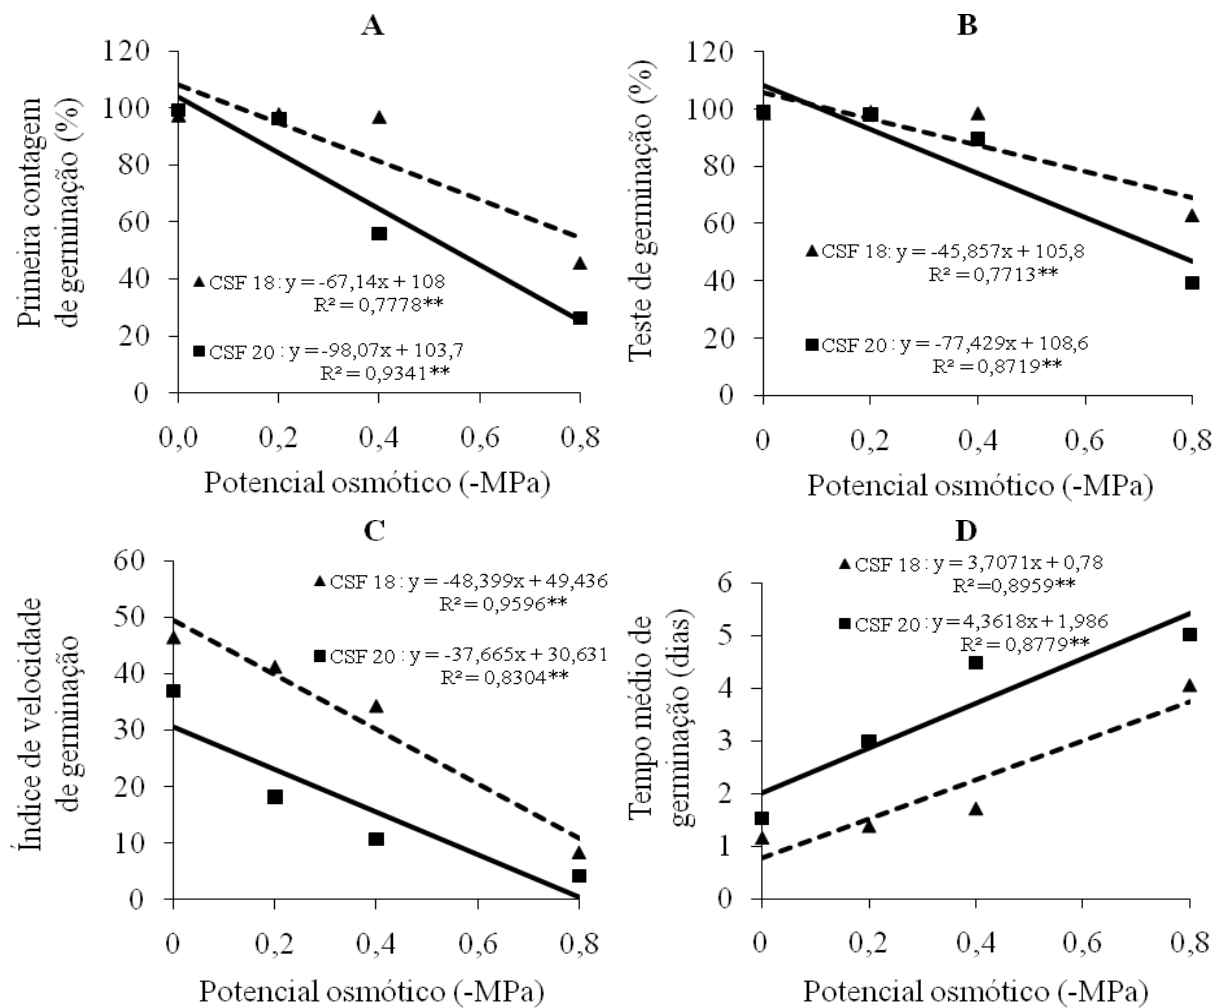 A
Primeira contagem
de germinação (%)
120
100
80
60
40
20
0
CSF 18: y = -67,14x + 108
R² = 0,7778**
CSF 20 : y = -98,07x + 103,7
R² = 0,9341**
0,0 0,2 0,4 0,6 0,8
Potencial osmótico (-MPa)
B
Teste de germinação (%)
120
100
80
60
40
20
0
CSF 18 : y = -45,857x + 105,8
R² = 0,7713**
CSF 20 : y = -77,429x + 108,6
R² = 0,8719**
0 0,2 0,4 0,6 0,8
Potencial osmótico (-MPa)
C
Índice de velocidade
de germinação
60
50
40
30
20
10
0
CSF 18 : y = -48,399x + 49,436
R² = 0,9596**
CSF 20 : y = -37,665x + 30,631
R² = 0,8304**
0 0,2 0,4 0,6 0,8
Potencial osmótico (-MPa)
D
Tempo médio de
germinação (dias)
6
5
4
3
2
1
0
CSF 18 : y = 3,7071x + 0,78
R² =0,8959**
CSF 20 : y = 4,3618x + 1,986
R² = 0,8779**
0 0,2 0,4 0,6 0,8
Potencial osmótico (-MPa)